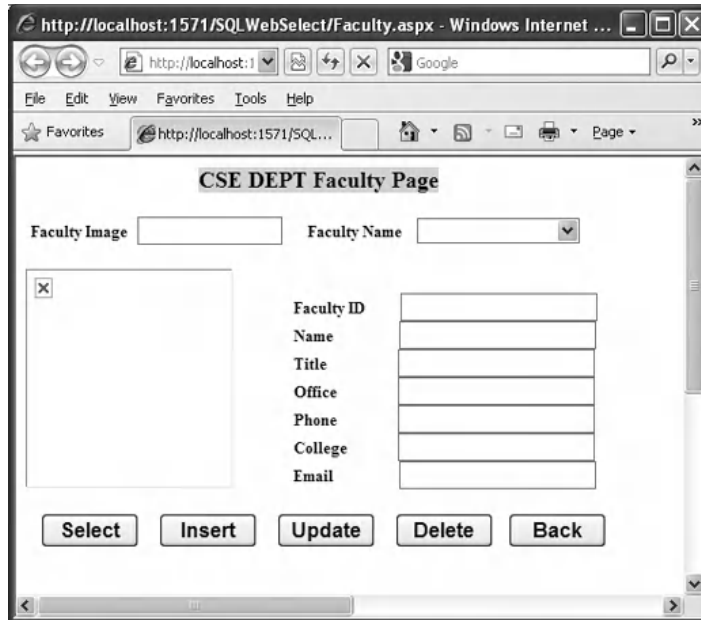 http://localhost:1571/SQLWebSelect/Faculty.aspx - Windows Internet ...
http://localhost:1
Google
File Edit View Favorites Tools Help
Favorites
http://localhost:1571/SQL...
Page
CSE DEPT Faculty Page
Faculty Image
Faculty Name
Faculty ID
Name
Title
Office
Phone
College
Email
Select Insert Update Delete Back